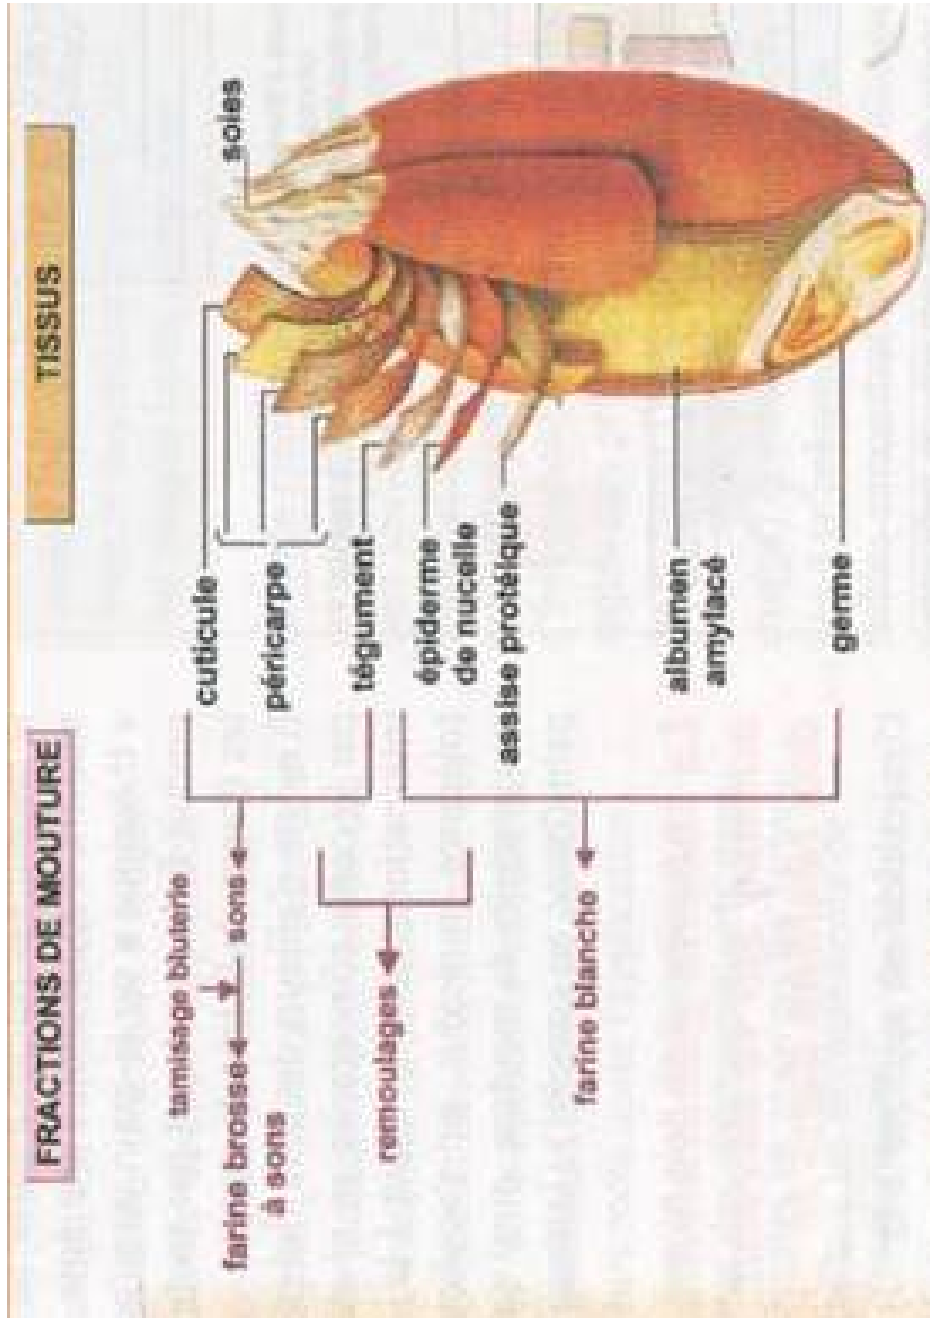 FRACTIONS DE MOUTURE
TISSUS
soies
cuticule
péricarpe
tégument
épiderme
de nucelle
assise protéique
albumen
amylacé
germe
tamisage bluterie
sons
farine brosse
à sons
remoulages
farine blanche